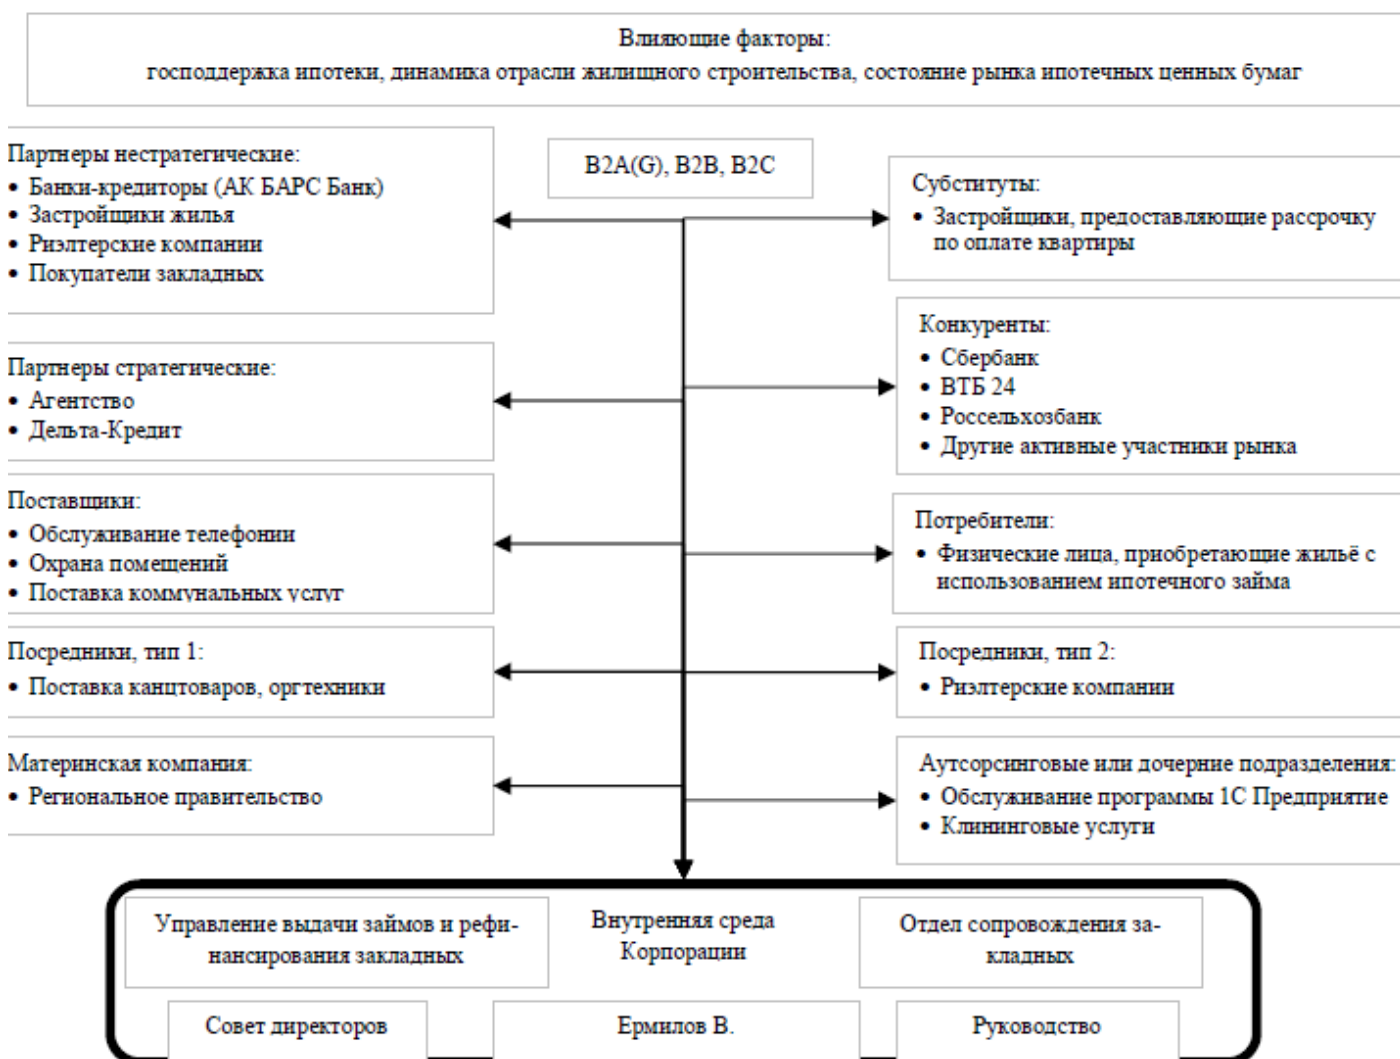 Влияющие факторы:
господдержка ипотеки, динамика отрасли жилищного строительства, состояние рынка ипотечных ценных бумаг
B2A(G), B2B, B2C
Партнеры нестратегические:
• Банки-кредиторы (АК БАРС Банк)
• Застройщики жилья
• Риэлтерские компании
• Покупатели закладных
Субституты:
• Застройщики, предоставляющие рассрочку
по оплате квартиры
Партнеры стратегические:
• Агентство
• Дельта-Кредит
Конкуренты:
• Сбербанк
• ВТБ 24
• Россельхозбанк
• Другие активные участники рынка
Поставщики:
• Обслуживание телефонии
• Охрана помещений
• Поставка коммунальных услуг
Потребители:
• Физические лица, приобретающие жильё с
использованием ипотечного займа
Посредники, тип 1:
• Поставка канцтоваров, оргтехники
Посредники, тип 2:
• Риэлтерские компании
Материнская компания:
• Региональное правительство
Аутсорсинговые или дочерние подразделения:
• Обслуживание программы 1С Предприятие
• Клининговые услуги
Управление выдачи займов и рефи-
нансирования закладных
Внутренняя среда
Корпорации
Отдел сопровождения за-
кладных
Совет директоров
Ермилов В.
Руководство